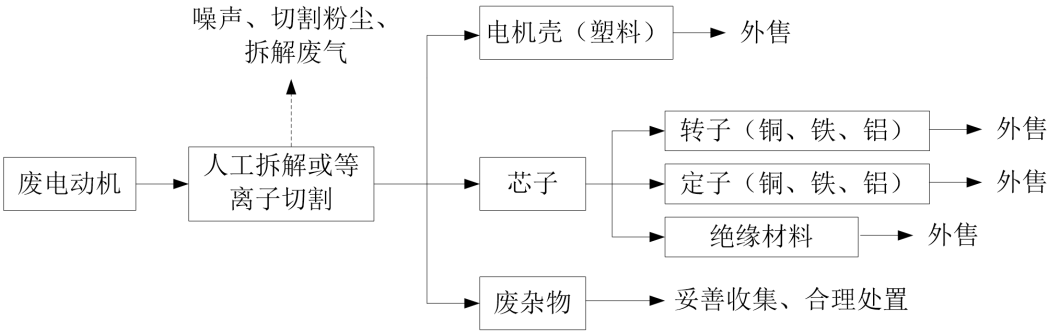 噪声、切割粉尘、
拆解废气
电机壳（塑料）
外售
转子（铜、铁、铝）
外售
废电动机
人工拆解或等
离子切割
芯子
定子（铜、铁、铝）
外售
绝缘材料
外售
废杂物
妥善收集、合理处置